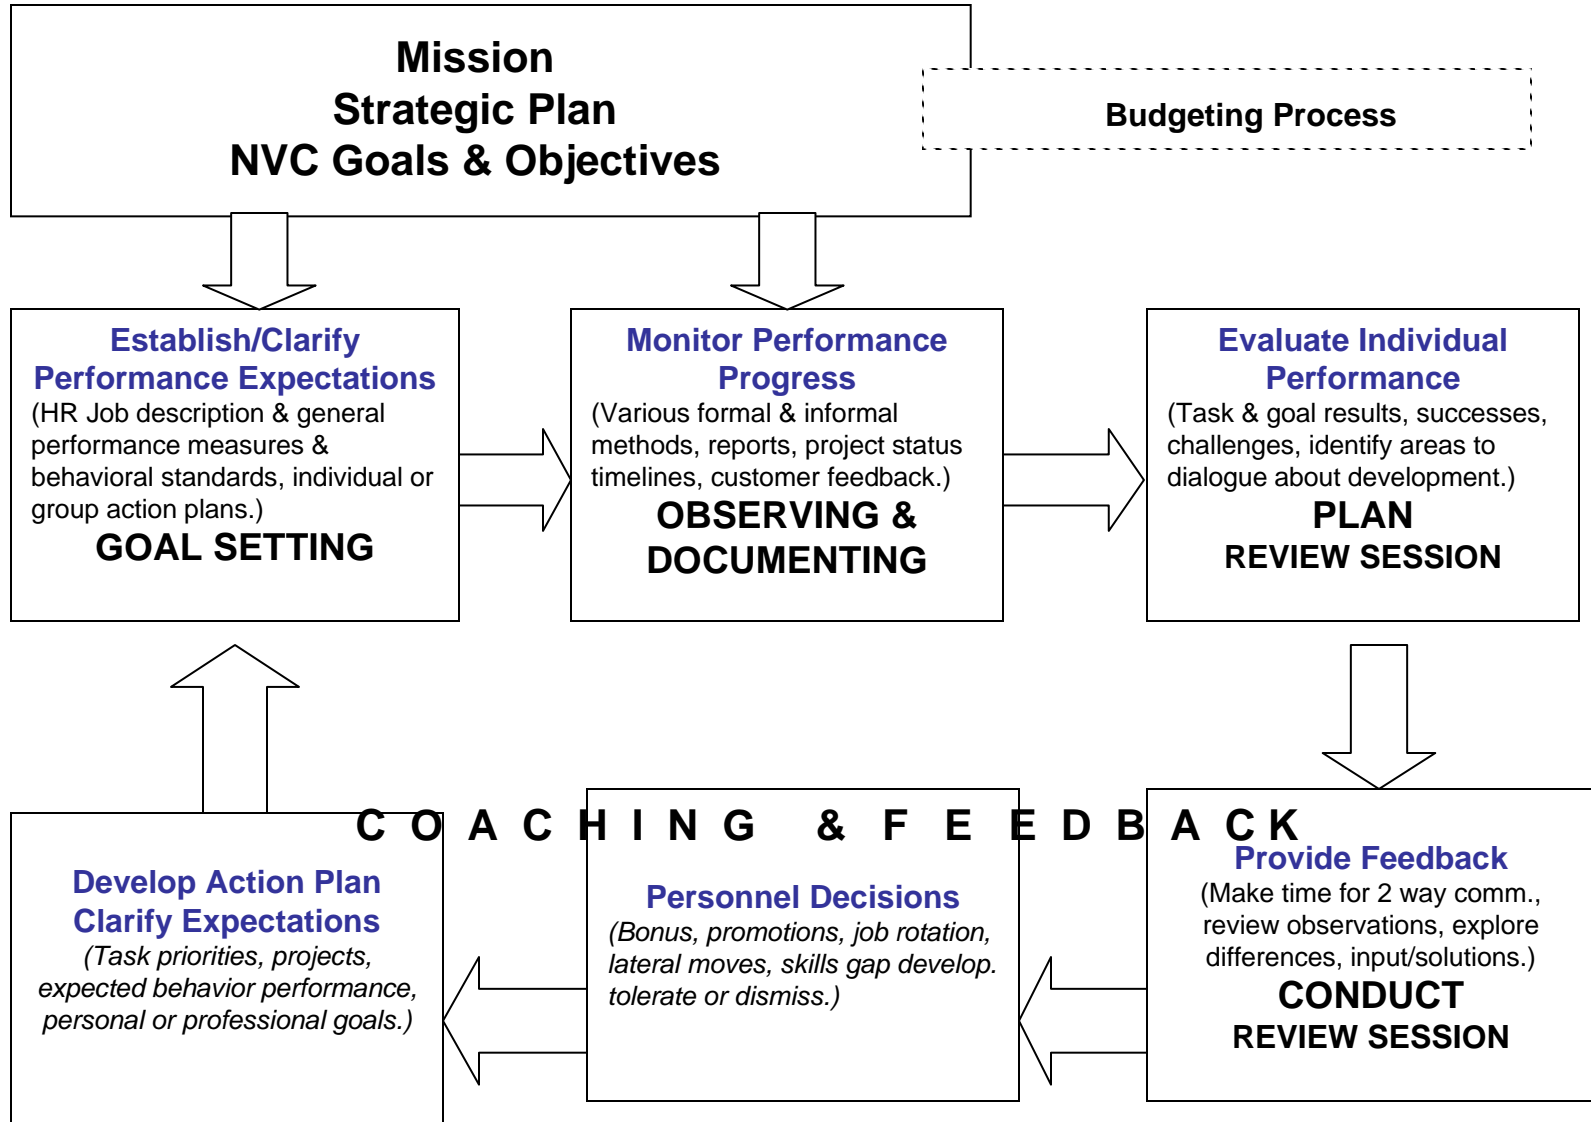 Mission
Strategic Plan
NVC Goals & Objectives
Budgeting Process
Establish/Clarify
Performance Expectations
(HR Job description & general
performance measures &
behavioral standards, individual or
group action plans.)
GOAL SETTING
Monitor Performance
Progress
(Various formal & informal
methods, reports, project status
timelines, customer feedback.)
OBSERVING &
DOCUMENTING
Evaluate Individual
Performance
(Task & goal results, successes,
challenges, identify areas to
dialogue about development.)
PLAN
REVIEW SESSION
COACHING & FEEDBACK
Develop Action Plan
Clarify Expectations
(Task priorities, projects,
expected behavior performance,
personal or professional goals.)
Personnel Decisions
(Bonus, promotions, job rotation,
lateral moves, skills gap develop.
tolerate or dismiss.)
Provide Feedback
(Make time for 2 way comm.,
review observations, explore
differences, input/solutions.)
CONDUCT
REVIEW SESSION